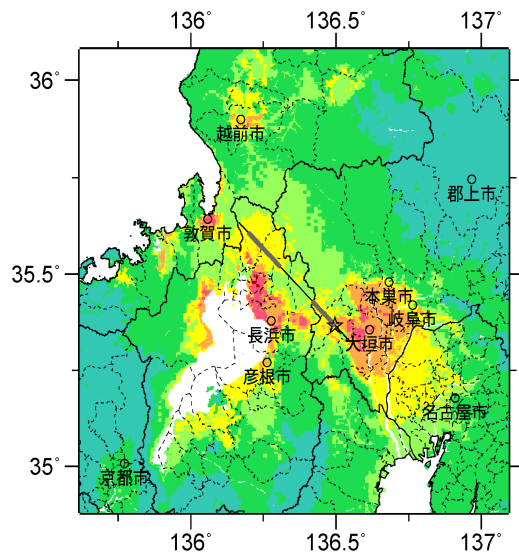 136˚
136.5˚
137˚
36˚
越前市
郡上市
敦賀市
35.5˚
本巣市
岐阜市
長浜市
大垣市
彦根市
名古屋市
35˚
京都市
136˚
136.5˚
137˚